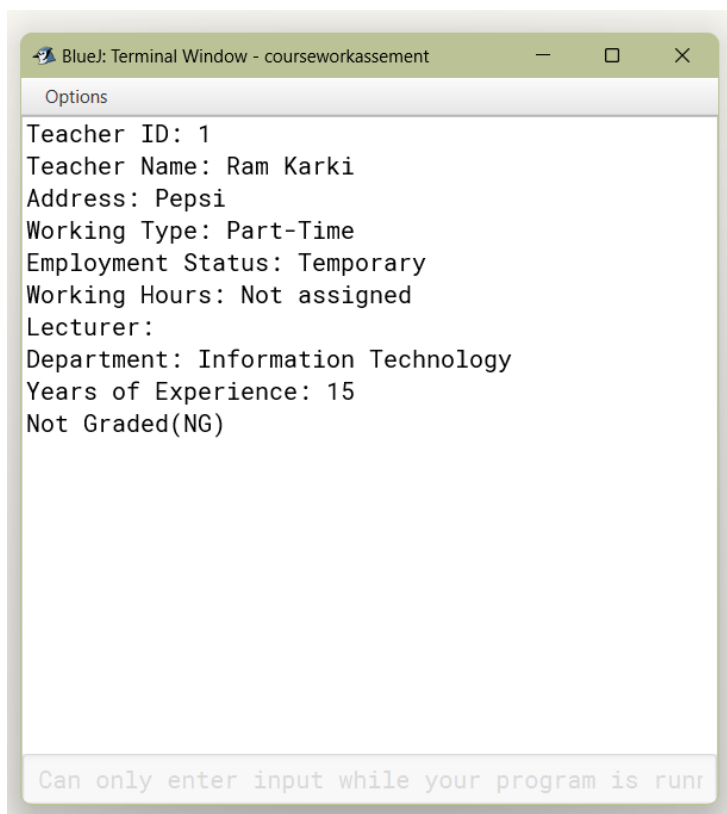 BlueJ: Terminal Window - courseworkassement
Options
Teacher ID: 1
Teacher Name: Ram Karki
Address: Pepsi
Working Type: Part-Time
Employment Status: Temporary
Working Hours: Not assigned
Lecturer:
Department: Information Technology
Years of Experience: 15
Not Graded(NG)
Can only enter input while your program is